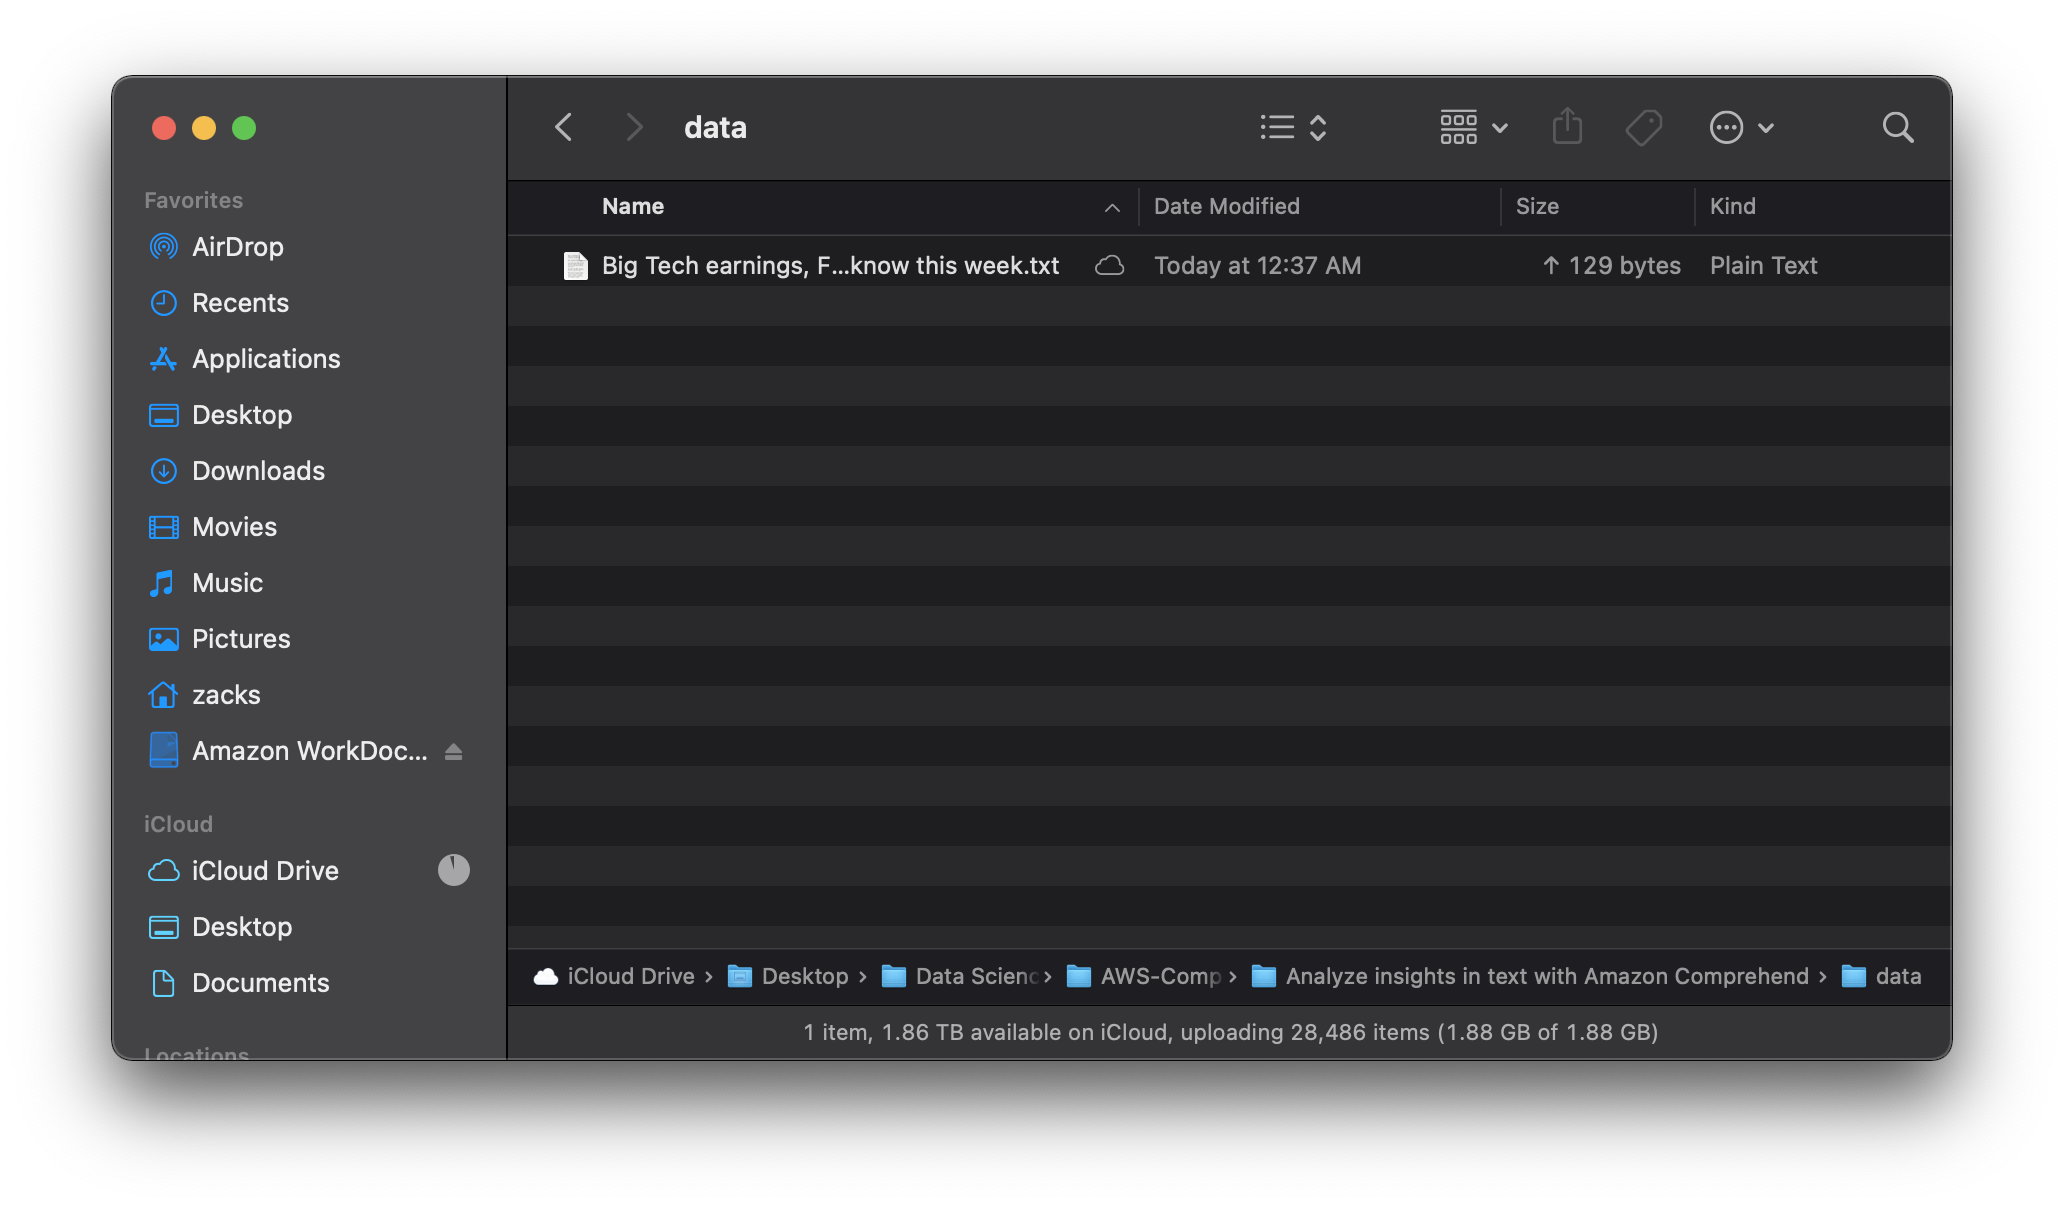 data
Favorites
AirDrop
Recents
Applications
Desktop
Downloads
Movies
Music
Pictures
zacks
Amazon WorkDoc...
iCloud
iCloud Drive
Desktop
Documents
Locations
Name Date Modified Size Kind
Big Tech earnings, F...know this week.txt Today at 12:37 AM ↑ 129 bytes Plain Text
iCloud Drive › Desktop › Data Scienc › AWS-Comp › Analyze insights in text with Amazon Comprehend › data
1 item, 1.86 TB available on iCloud, uploading 28,486 items (1.88 GB of 1.88 GB)